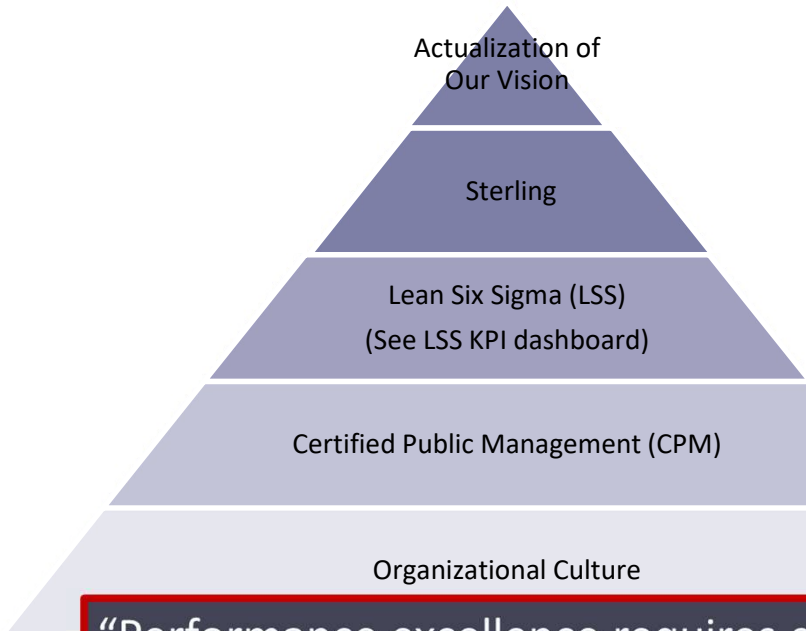 Actualization of
Our Vision
Sterling
Lean Six Sigma (LSS)
(See LSS KPI dashboard)
Certified Public Management (CPM)
Organizational Culture
“Performance excellence requires